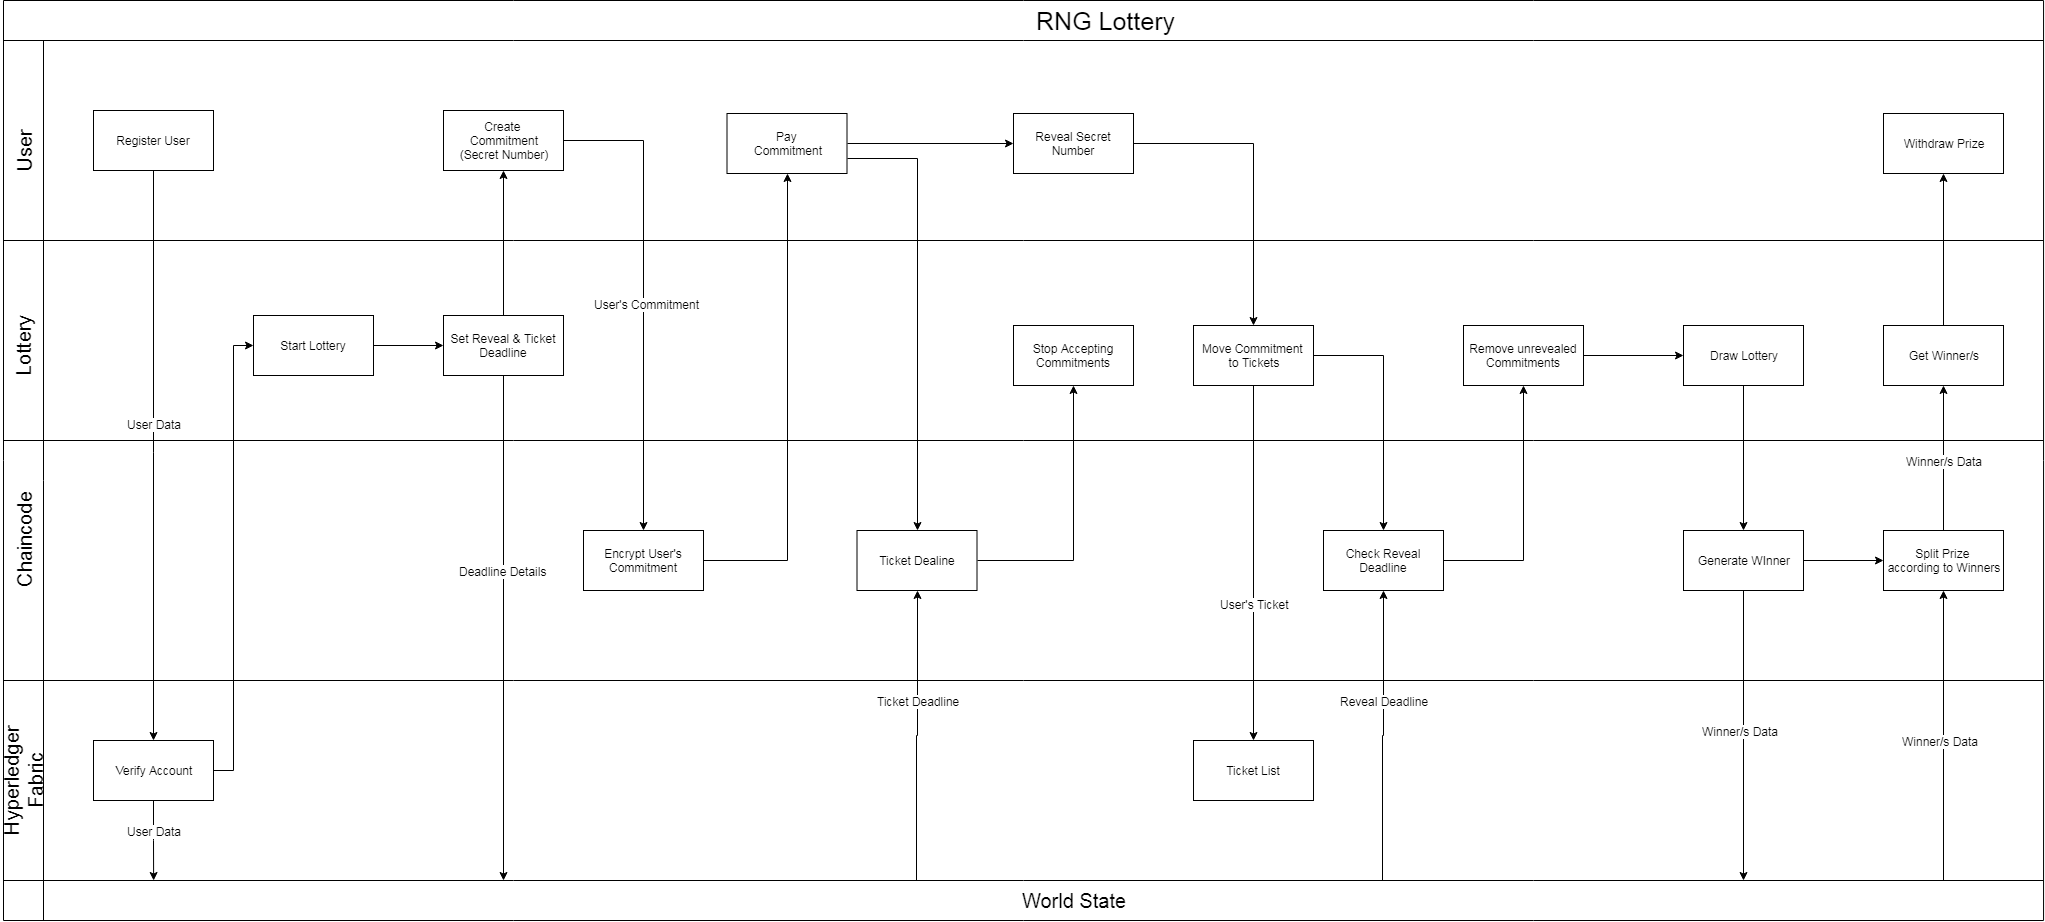 RNG Lottery
User
Register User
Create
Commitment
(Secret Number)
Pay
Commitment
Reveal Secret
Number
Withdraw Prize
User's Commitment
Lottery
Start Lottery
Set Reveal & Ticket
Deadline
Stop Accepting
Commitments
Move Commitment
to Tickets
Remove unrevealed
Commitments
Draw Lottery
Get Winner/s
User Data
Chaincode
Winner/s Data
Deadline Details
Encrypt User's
Commitment
Ticket Dealine
Check Reveal
Deadline
Generate WInner
Split Prize
according to Winners
User's Ticket
Hyperledger
Fabric
Ticket Deadline
Reveal Deadline
Winner/s Data
Winner/s Data
Verify Account
Ticket List
User Data
World State